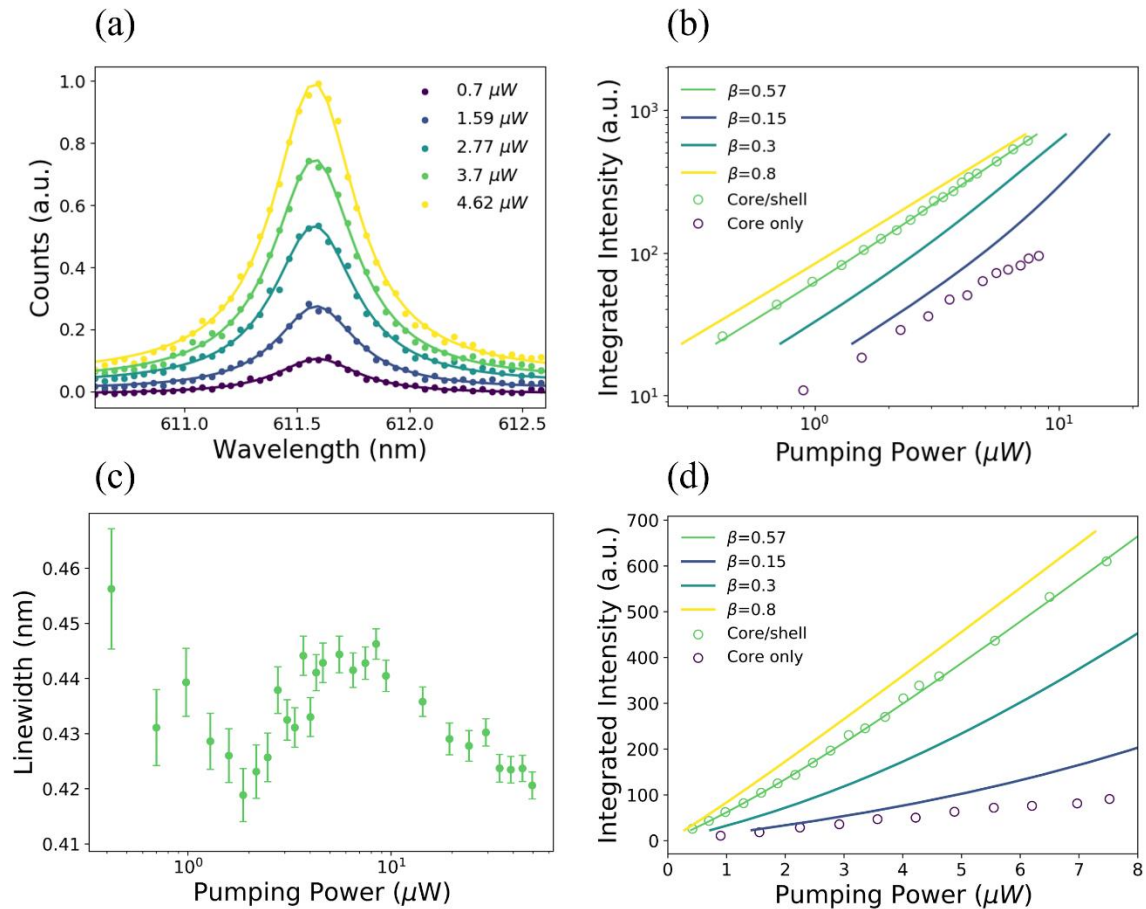 (a)
Counts (a.u.)
1.0
0.8
0.6
0.4
0.2
0.0
0.7 μW
1.59 μW
2.77 μW
3.7 μW
4.62 μW
611.0 611.5 612.0 612.5
Wavelength (nm)
(b)
Integrated Intensity (a.u.)
10³
10²
10¹
β=0.57
β=0.15
β=0.3
β=0.8
Core/shell
Core only
10⁰ 10¹
Pumping Power (μW)
(c)
Linewidth (nm)
0.46
0.45
0.44
0.43
0.42
0.41
10⁰ 10¹
Pumping Power (μW)
(d)
Integrated Intensity (a.u.)
700
600
500
400
300
200
100
0
β=0.57
β=0.15
β=0.3
β=0.8
Core/shell
Core only
0 1 2 3 4 5 6 7 8
Pumping Power (μW)